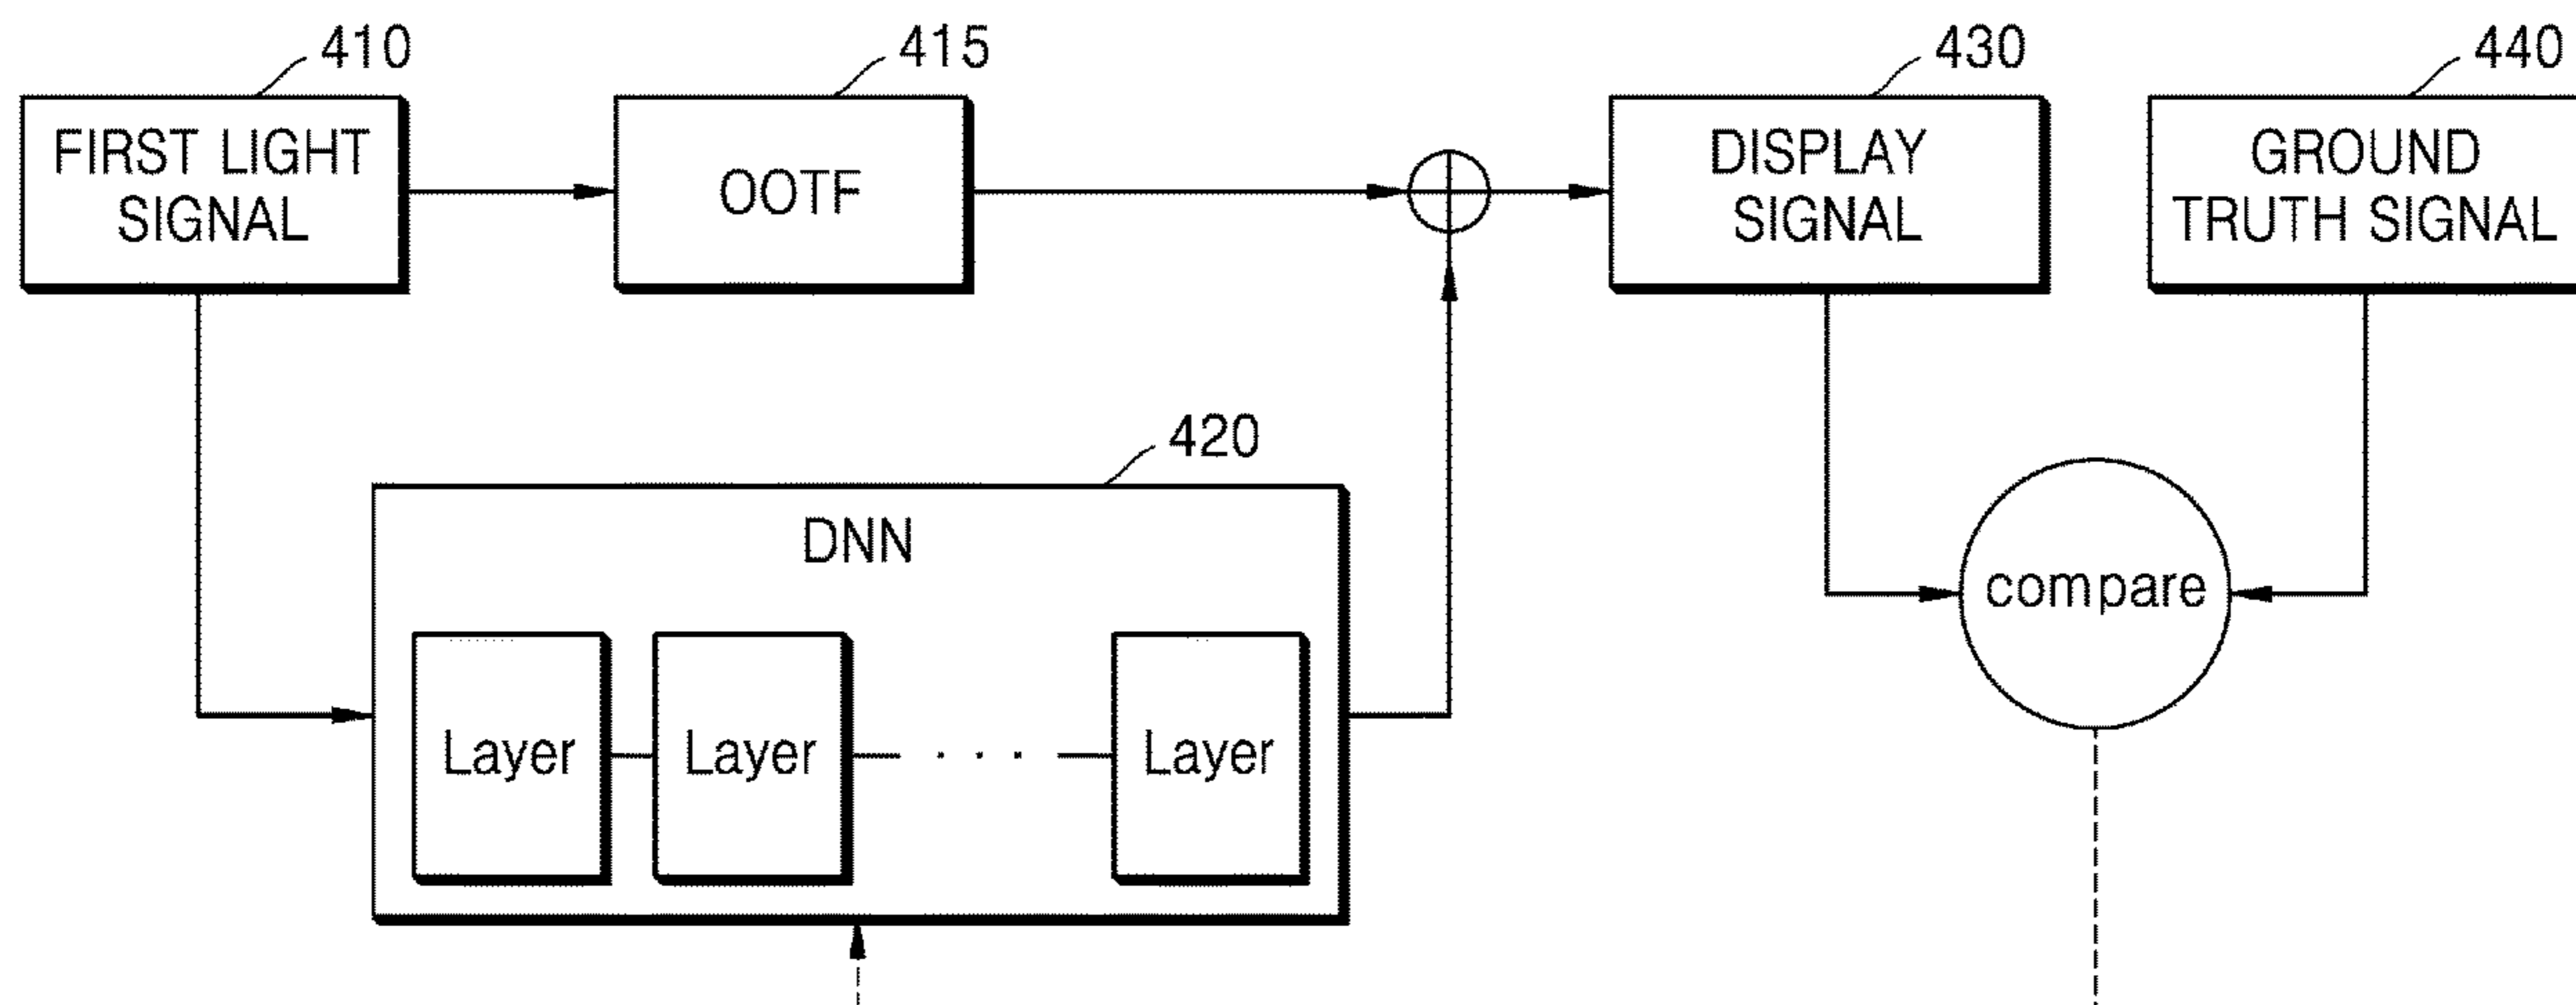 410
415
430
440
FIRST LIGHT
SIGNAL
OOTF
DISPLAY
SIGNAL
GROUND
TRUTH SIGNAL
420
DNN
compare
Layer
Layer
. . .
Layer